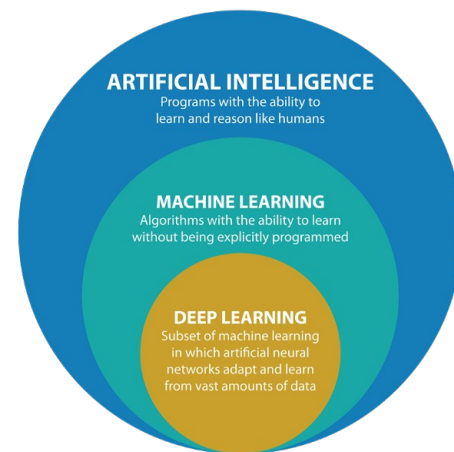 ARTIFICIAL INTELLIGENCE
Programs with the ability to
learn and reason like humans
MACHINE LEARNING
Algorithms with the ability to learn
without being explicitly programmed
DEEP LEARNING
Subset of machine learning
in which artificial neural
networks adapt and learn
from vast amounts of data